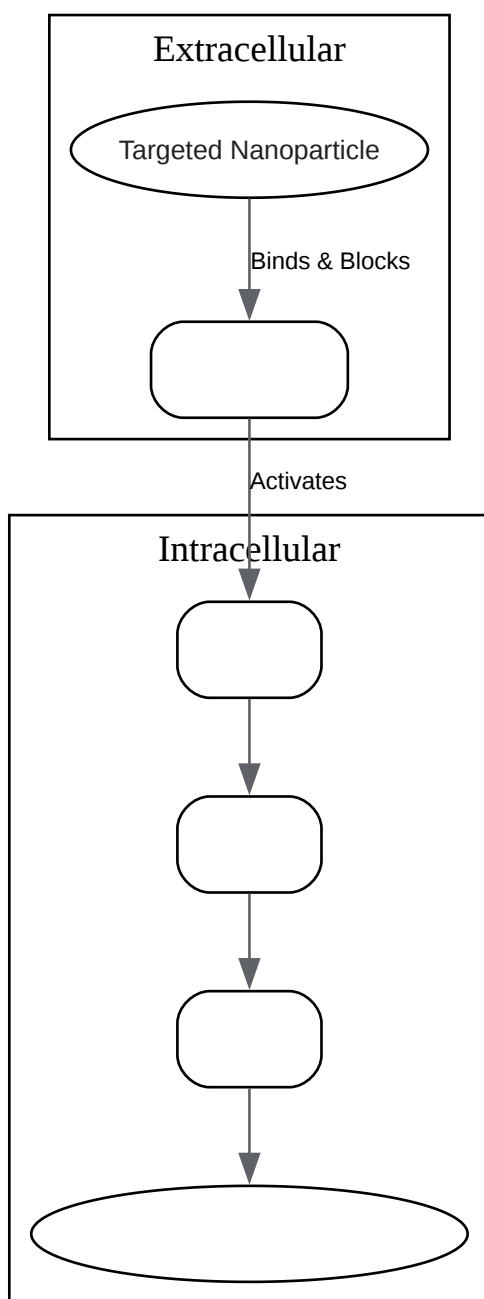 Extracellular
Targeted Nanoparticle
Binds & Blocks
Activates
Intracellular